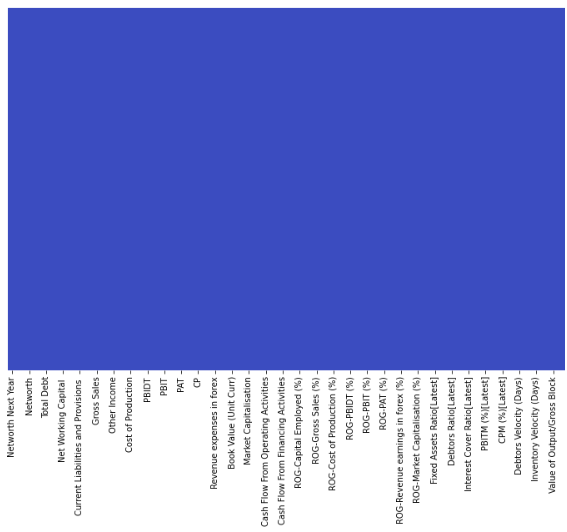 Networth Next Year
Networth
Total Debt
Net Working Capital
Current Liabilities and Provisions
Gross Sales
Other Income
Cost of Production
PBIDT
PBIT
PAT
CP
Revenue expenses in forex
Book Value (Unit Curr)
Market Capitalisation
Cash Flow From Operating Activities
Cash Flow From Financing Activities
ROG-Capital Employed (%)
ROG-Gross Sales (%)
ROG-Cost of Production (%)
ROG-PBIDT (%)
ROG-PBIT (%)
ROG-PAT (%)
ROG-Revenue earnings in forex (%)
ROG-Market Capitalisation (%)
Fixed Assets Ratio[Latest]
Debtors Ratio[Latest]
Interest Cover Ratio[Latest]
PBITM (%)[Latest]
CPM (%)[Latest]
Debtors Velocity (Days)
Inventory Velocity (Days)
Value of Output/Gross Block